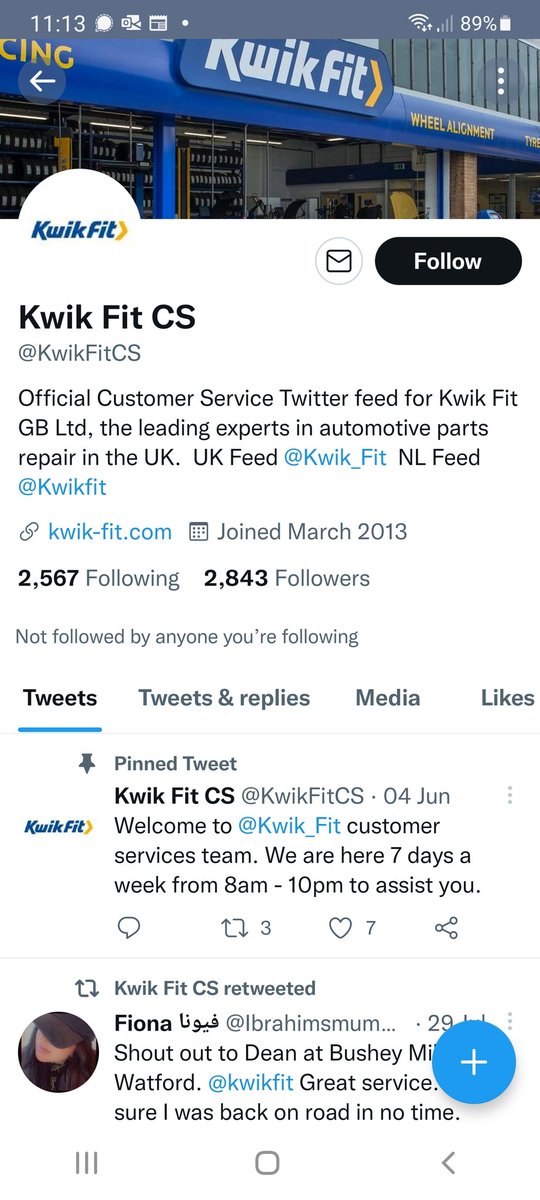 11:13
89%
CING
KwikFit
WHEEL ALIGNMENT
TYRE
KwikFit
Follow
Kwik Fit CS
@KwikFitCS
Official Customer Service Twitter feed for Kwik Fit
GB Ltd, the leading experts in automotive parts
repair in the UK.  UK Feed @Kwik_Fit  NL Feed
@Kwikfit
kwik-fit.com Joined March 2013
2,567 Following 2,843 Followers
Not followed by anyone you’re following
Tweets Tweets & replies Media Likes
Pinned Tweet
Kwik Fit CS @KwikFitCS · 04 Jun
KwikFit
Welcome to @Kwik_Fit customer
services team. We are here 7 days a
week from 8am - 10pm to assist you.
3 7
Kwik Fit CS retweeted
Fiona فيونا @Ibrahimsmum... · 29
Shout out to Dean at Bushey
Watford. @kwikfit Great service.
sure I was back on road in no time.